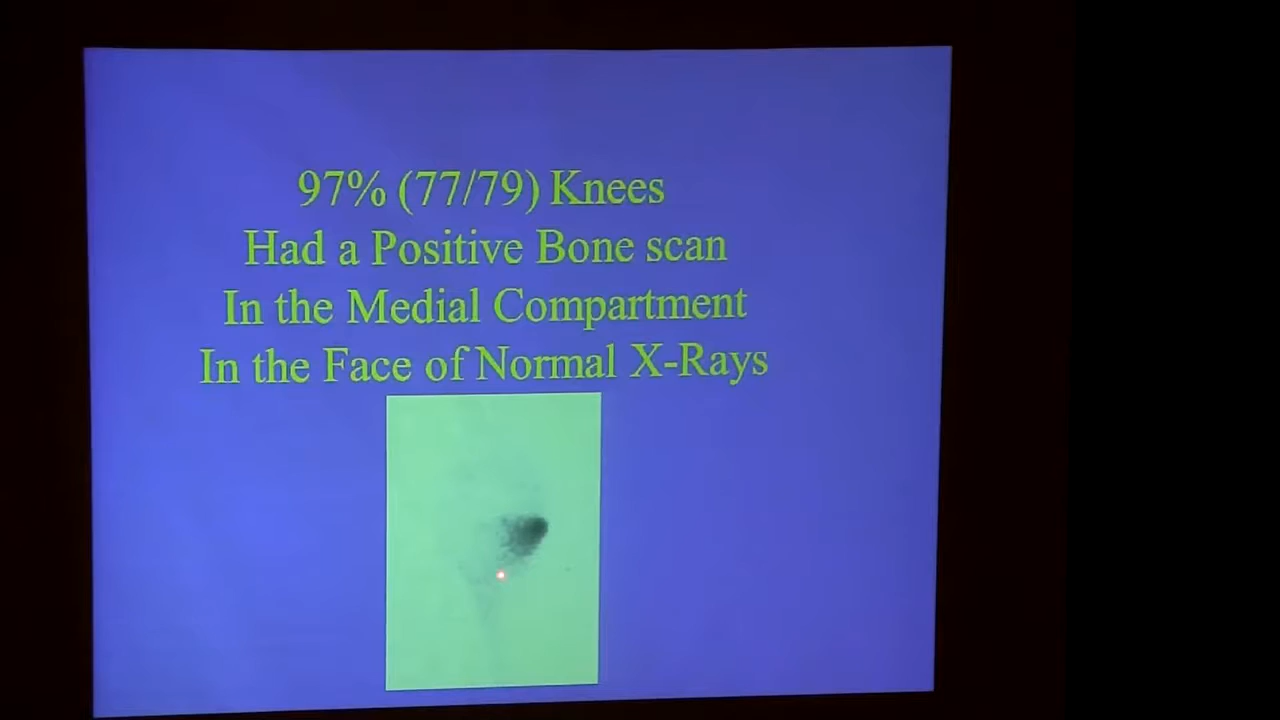 97% (77/79) Knees
Had a Positive Bone scan
In the Medial Compartment
In the Face of Normal X-Rays